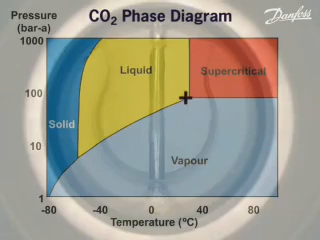 Pressure
(bar-a)
CO2 Phase Diagram
Danfoss
1000
100
10
1
Liquid
Supercritical
Solid
Vapour
-80 -40 0 40 80
Temperature (°C)